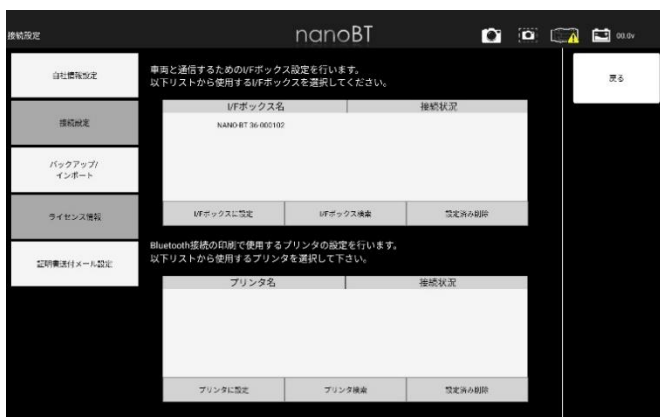 接続設定
nanoBT
00.0v
自社情報設定
接続設定
バックアップ/
インポート
ライセンス情報
証明書送付メール設定
車両と通信するためのI/Fボックス設定を行います。
以下リストから使用するI/Fボックスを選択してください。
I/Fボックス名
接続状況
NANO-BT 36-000102
I/Fボックスに設定
I/Fボックス検索
設定済み削除
Bluetooth接続の印刷で使用するプリンタの設定を行います。
以下リストから使用するプリンタを選択して下さい。
プリンタ名
接続状況
プリンタに設定
プリンタ検索
設定済み削除
戻る